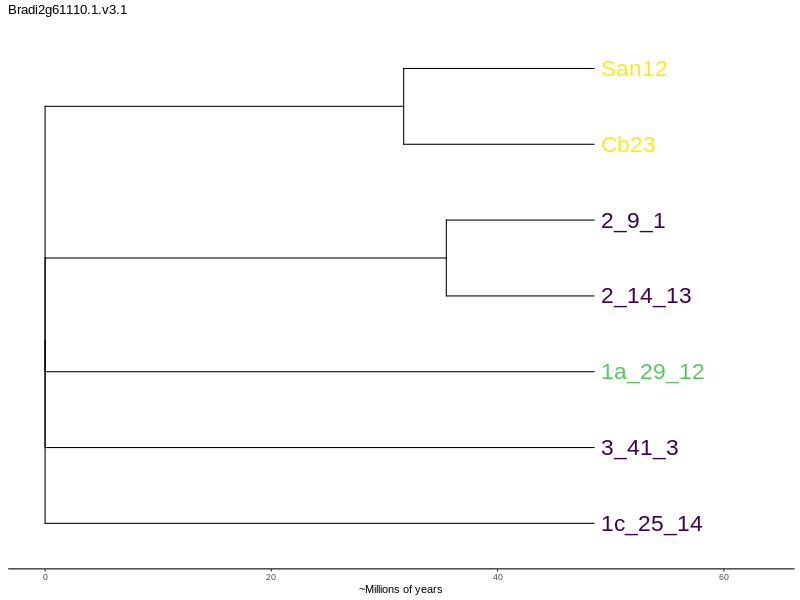 Bradi2g61110.1.v3.1
San12
Cb23
2_9_1
2_14_13
1a_29_12
3_41_3
1c_25_14
0 20 40 60
~Millions of years